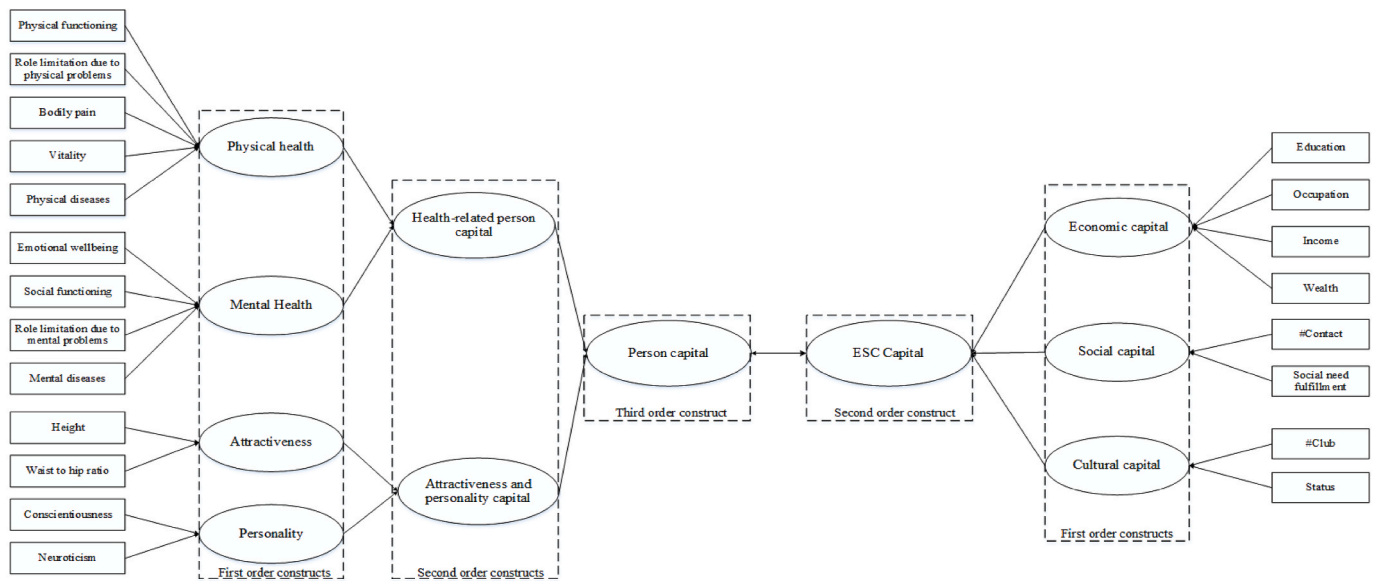 Physical functioning
Role limitation due to
physical problems
Bodily pain
Vitality
Physical diseases
Emotional wellbeing
Social functioning
Role limitation due to
mental problems
Mental diseases
Height
Waist to hip ratio
Conscientiousness
Neuroticism
Physical health
Mental Health
Attractiveness
Personality
First order constructs
Health-related person
capital
Attractiveness and
personality capital
Second order constructs
Person capital
Third order construct
ESC Capital
Second order construct
Economic capital
Social capital
Cultural capital
First order constructs
Education
Occupation
Income
Wealth
#Contact
Social need
fulfillment
#Club
Status